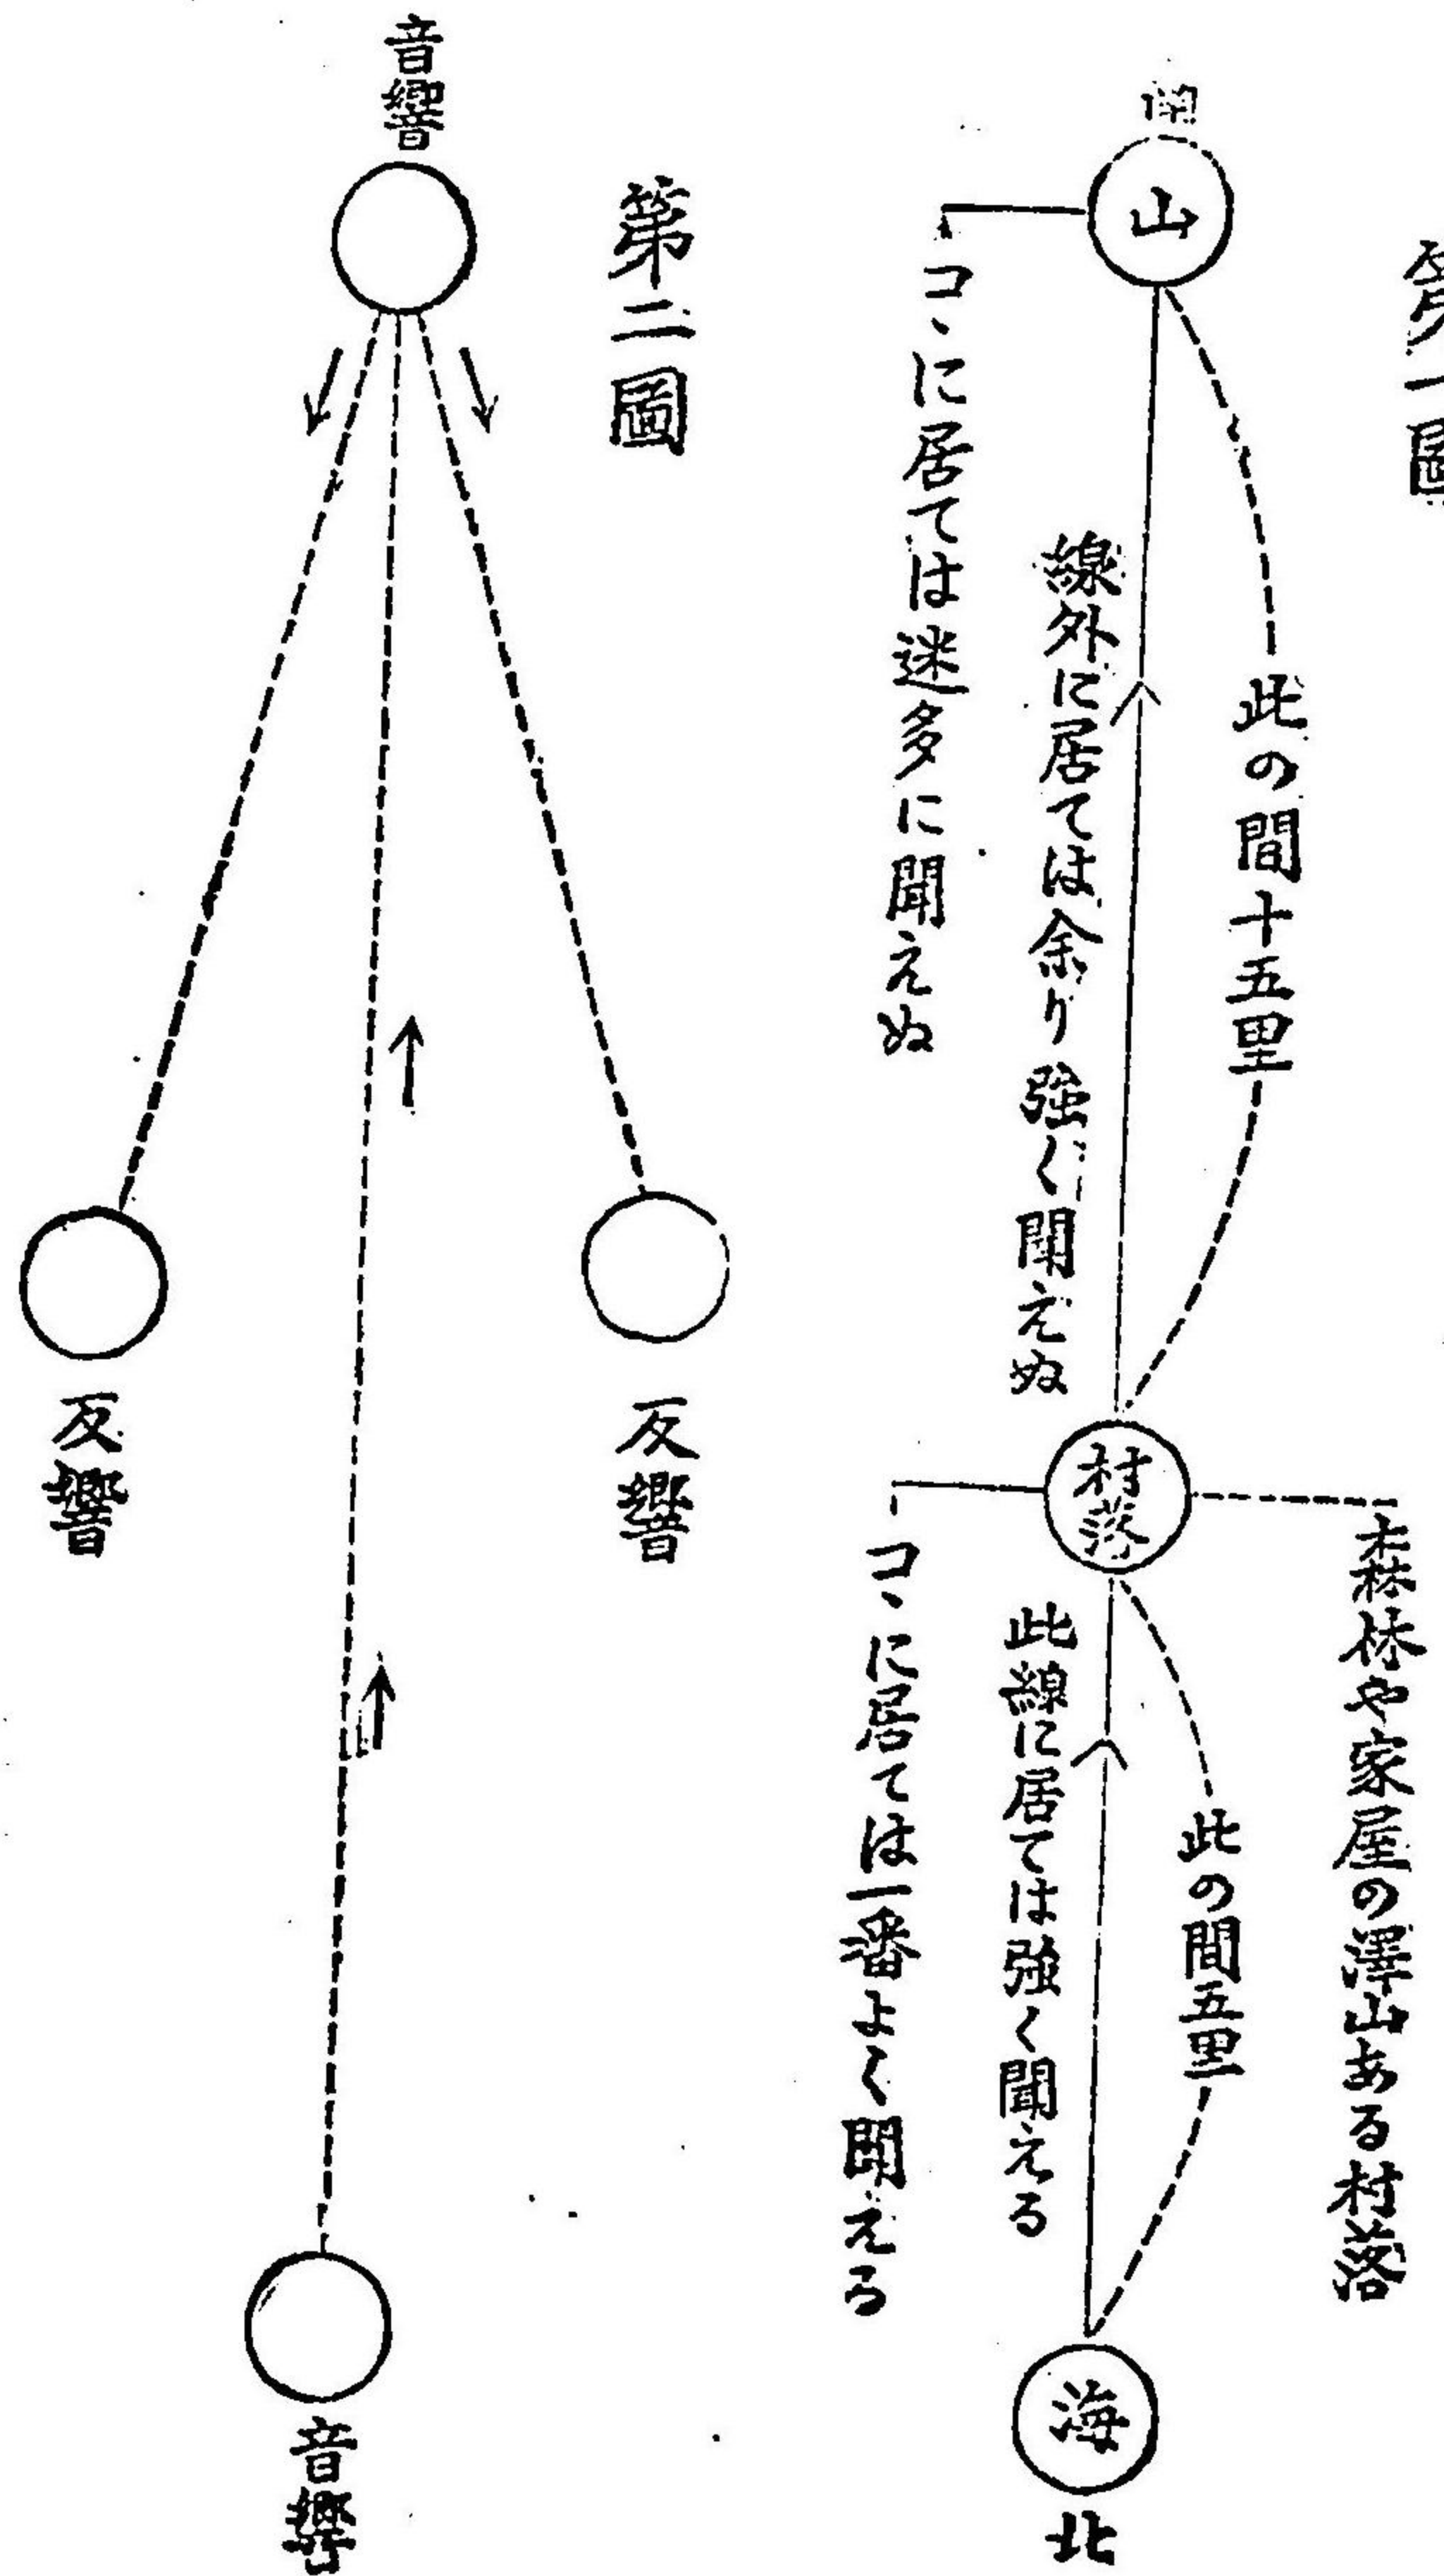 第一圖
南
山
此の間十五里
線外に居ては余り強く聞えぬ
コヽに居ては迷多に聞えぬ
村落
森林や家屋の澤山ある村落
此の間五里
此線に居ては強く聞える
コヽに居ては一番よく聞える
海
北
第二圖
音響
反響
反響
音響